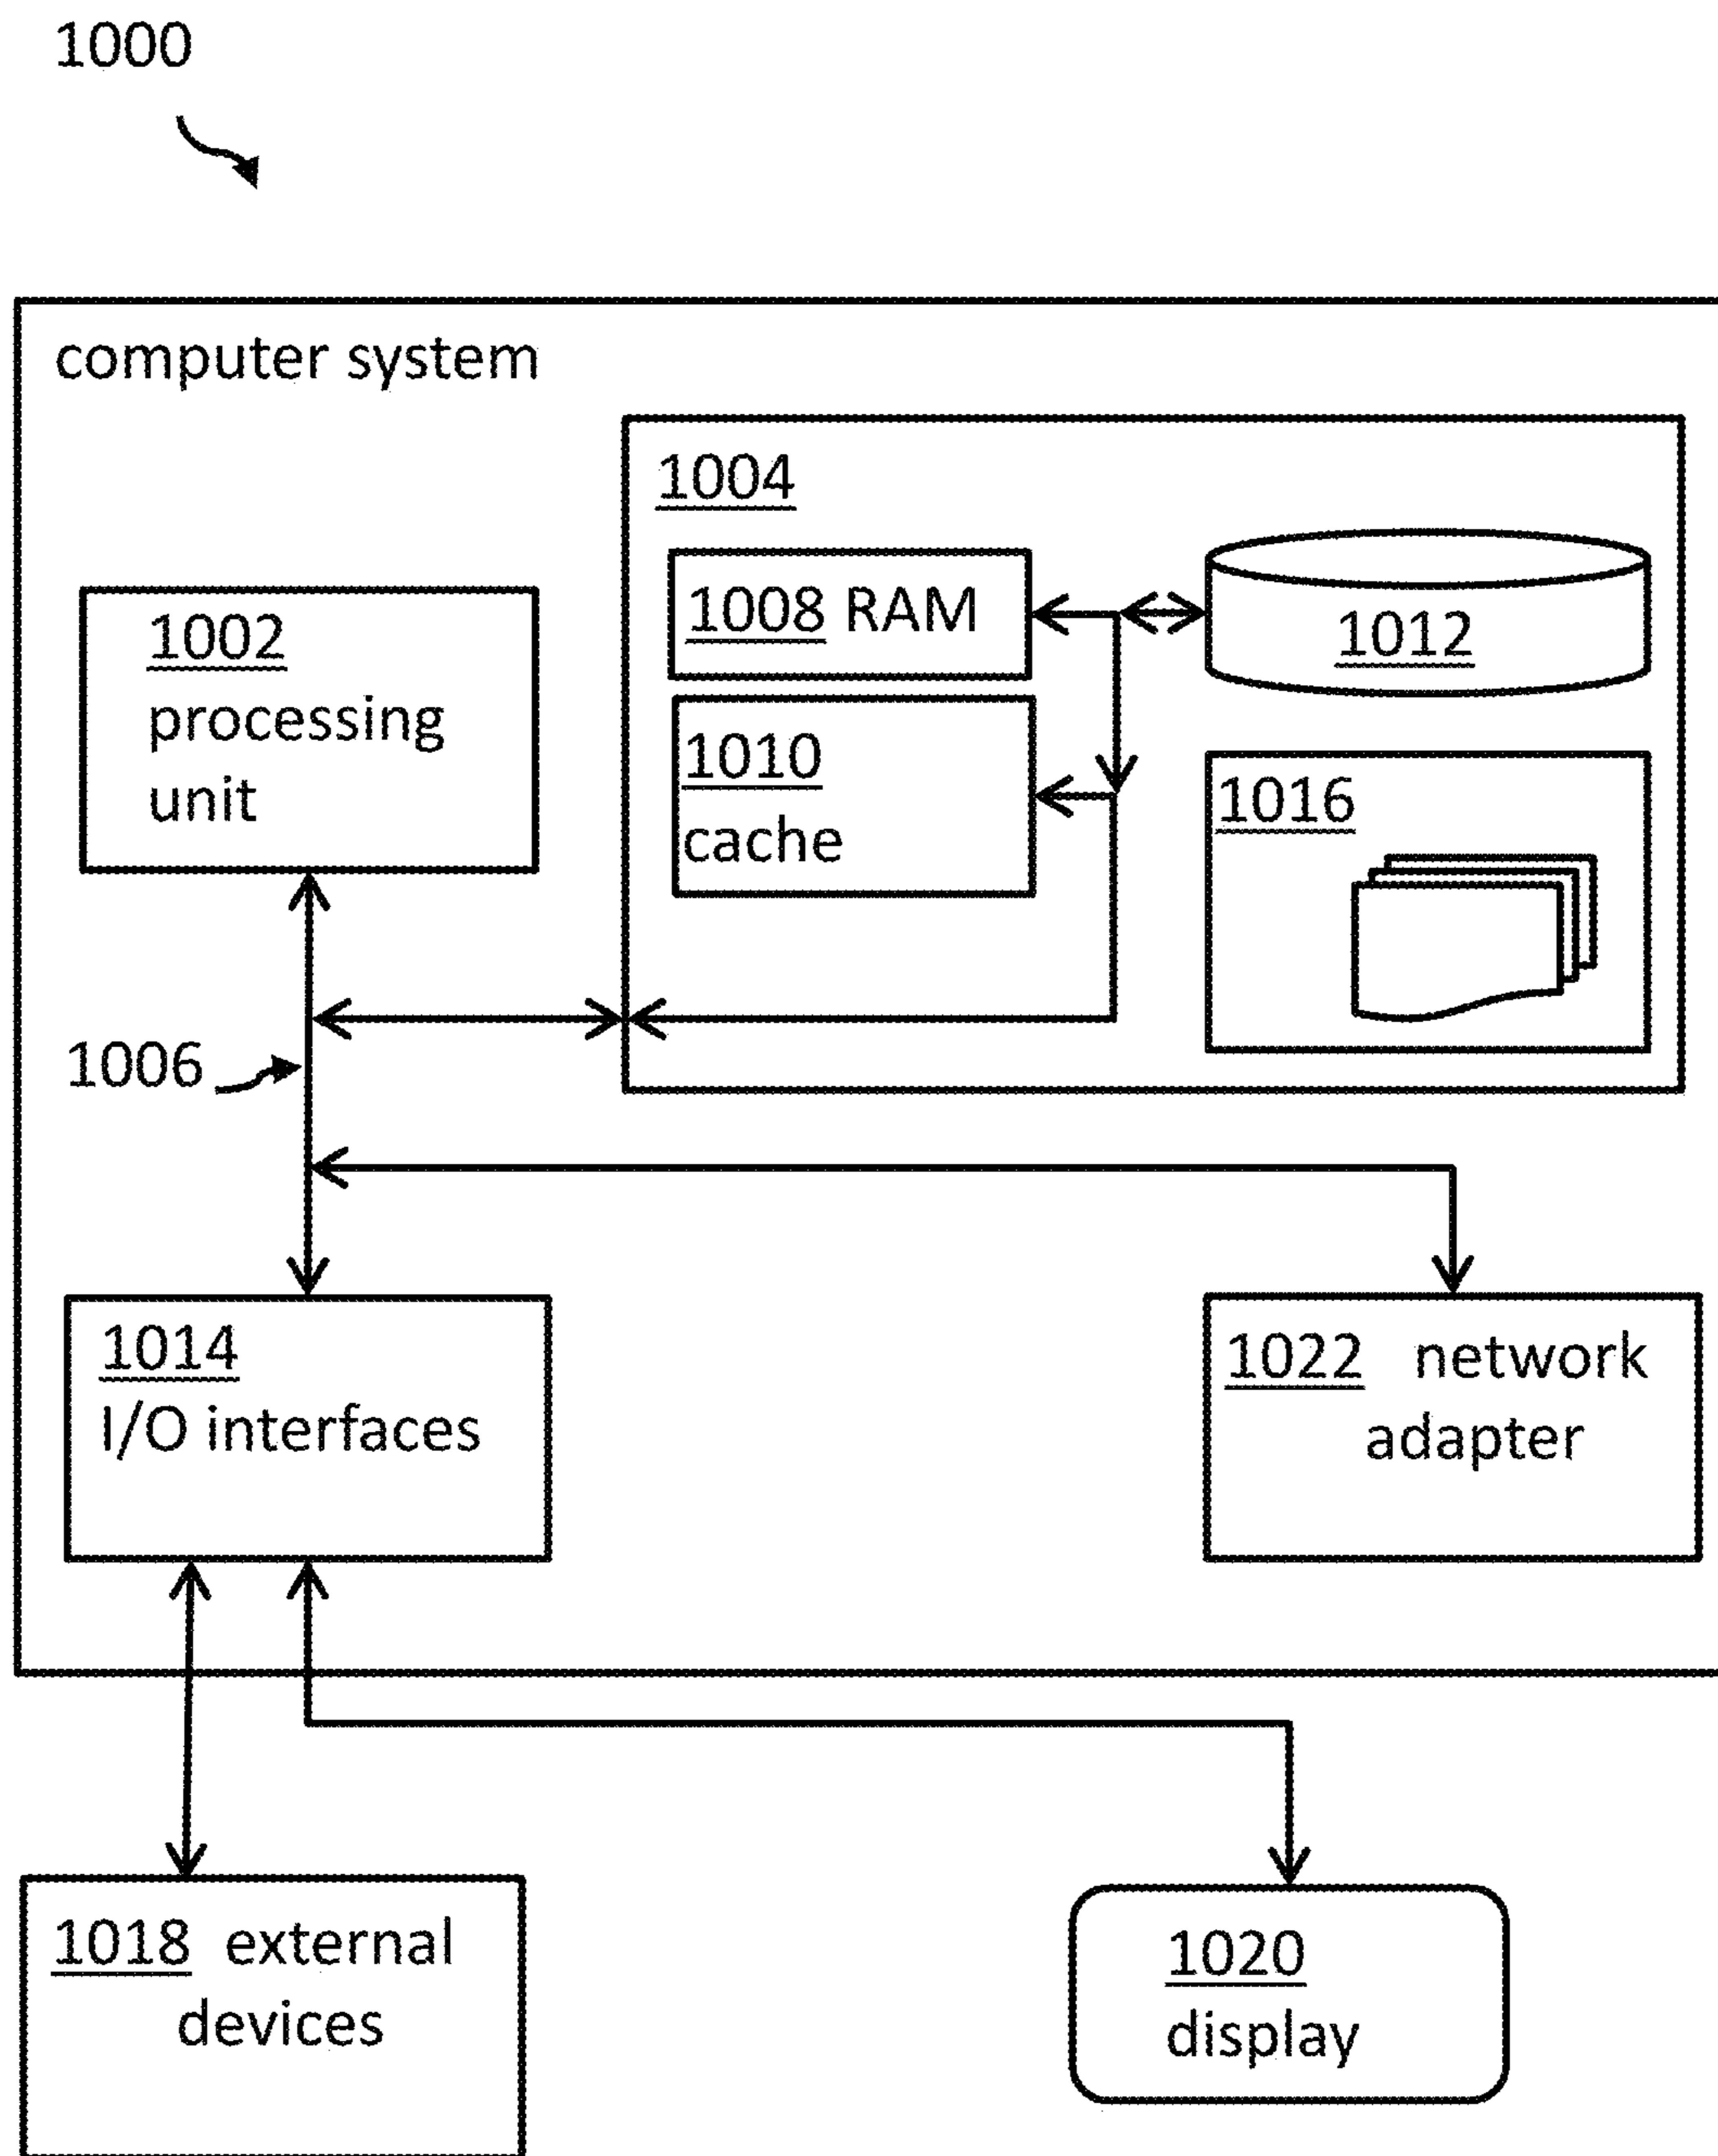 1000
computer system
1004
1008 RAM
1012
1002
processing
unit
1010
cache
1016
1006
1014
I/O interfaces
1022 network
adapter
1018 external
devices
1020
display